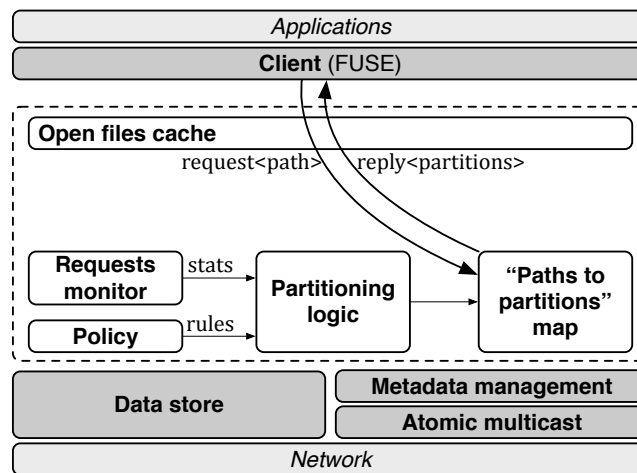 Applications
Client (FUSE)
Open files cache
request<path>
reply<partitions>
Requests
monitor
stats
Policy
rules
Partitioning
logic
“Paths to
partitions”
map
Data store
Metadata management
Atomic multicast
Network